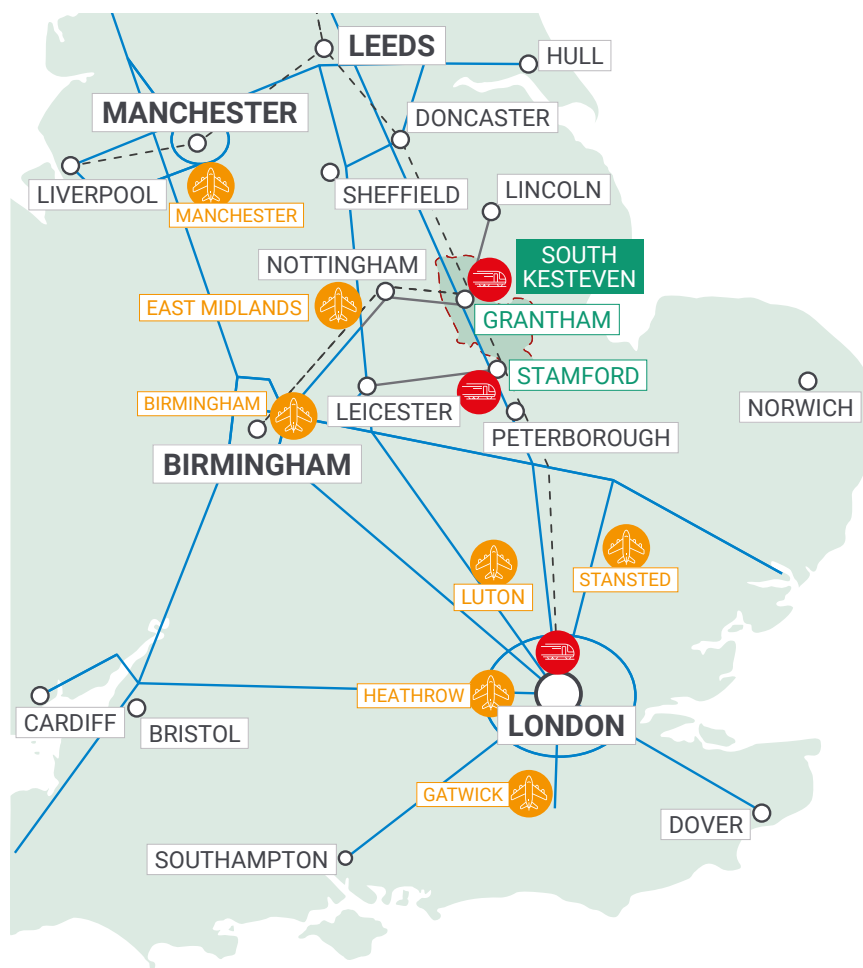 LEEDS
HULL
MANCHESTER
DONCASTER
LIVERPOOL
SHEFFIELD
LINCOLN
MANCHESTER
SOUTH
KESTEVEN
NOTTINGHAM
EAST MIDLANDS
GRANTHAM
STAMFORD
BIRMINGHAM
LEICESTER
NORWICH
PETERBOROUGH
BIRMINGHAM
STANSTED
LUTON
HEATHROW
CARDIFF
LONDON
BRISTOL
GATWICK
DOVER
SOUTHAMPTON